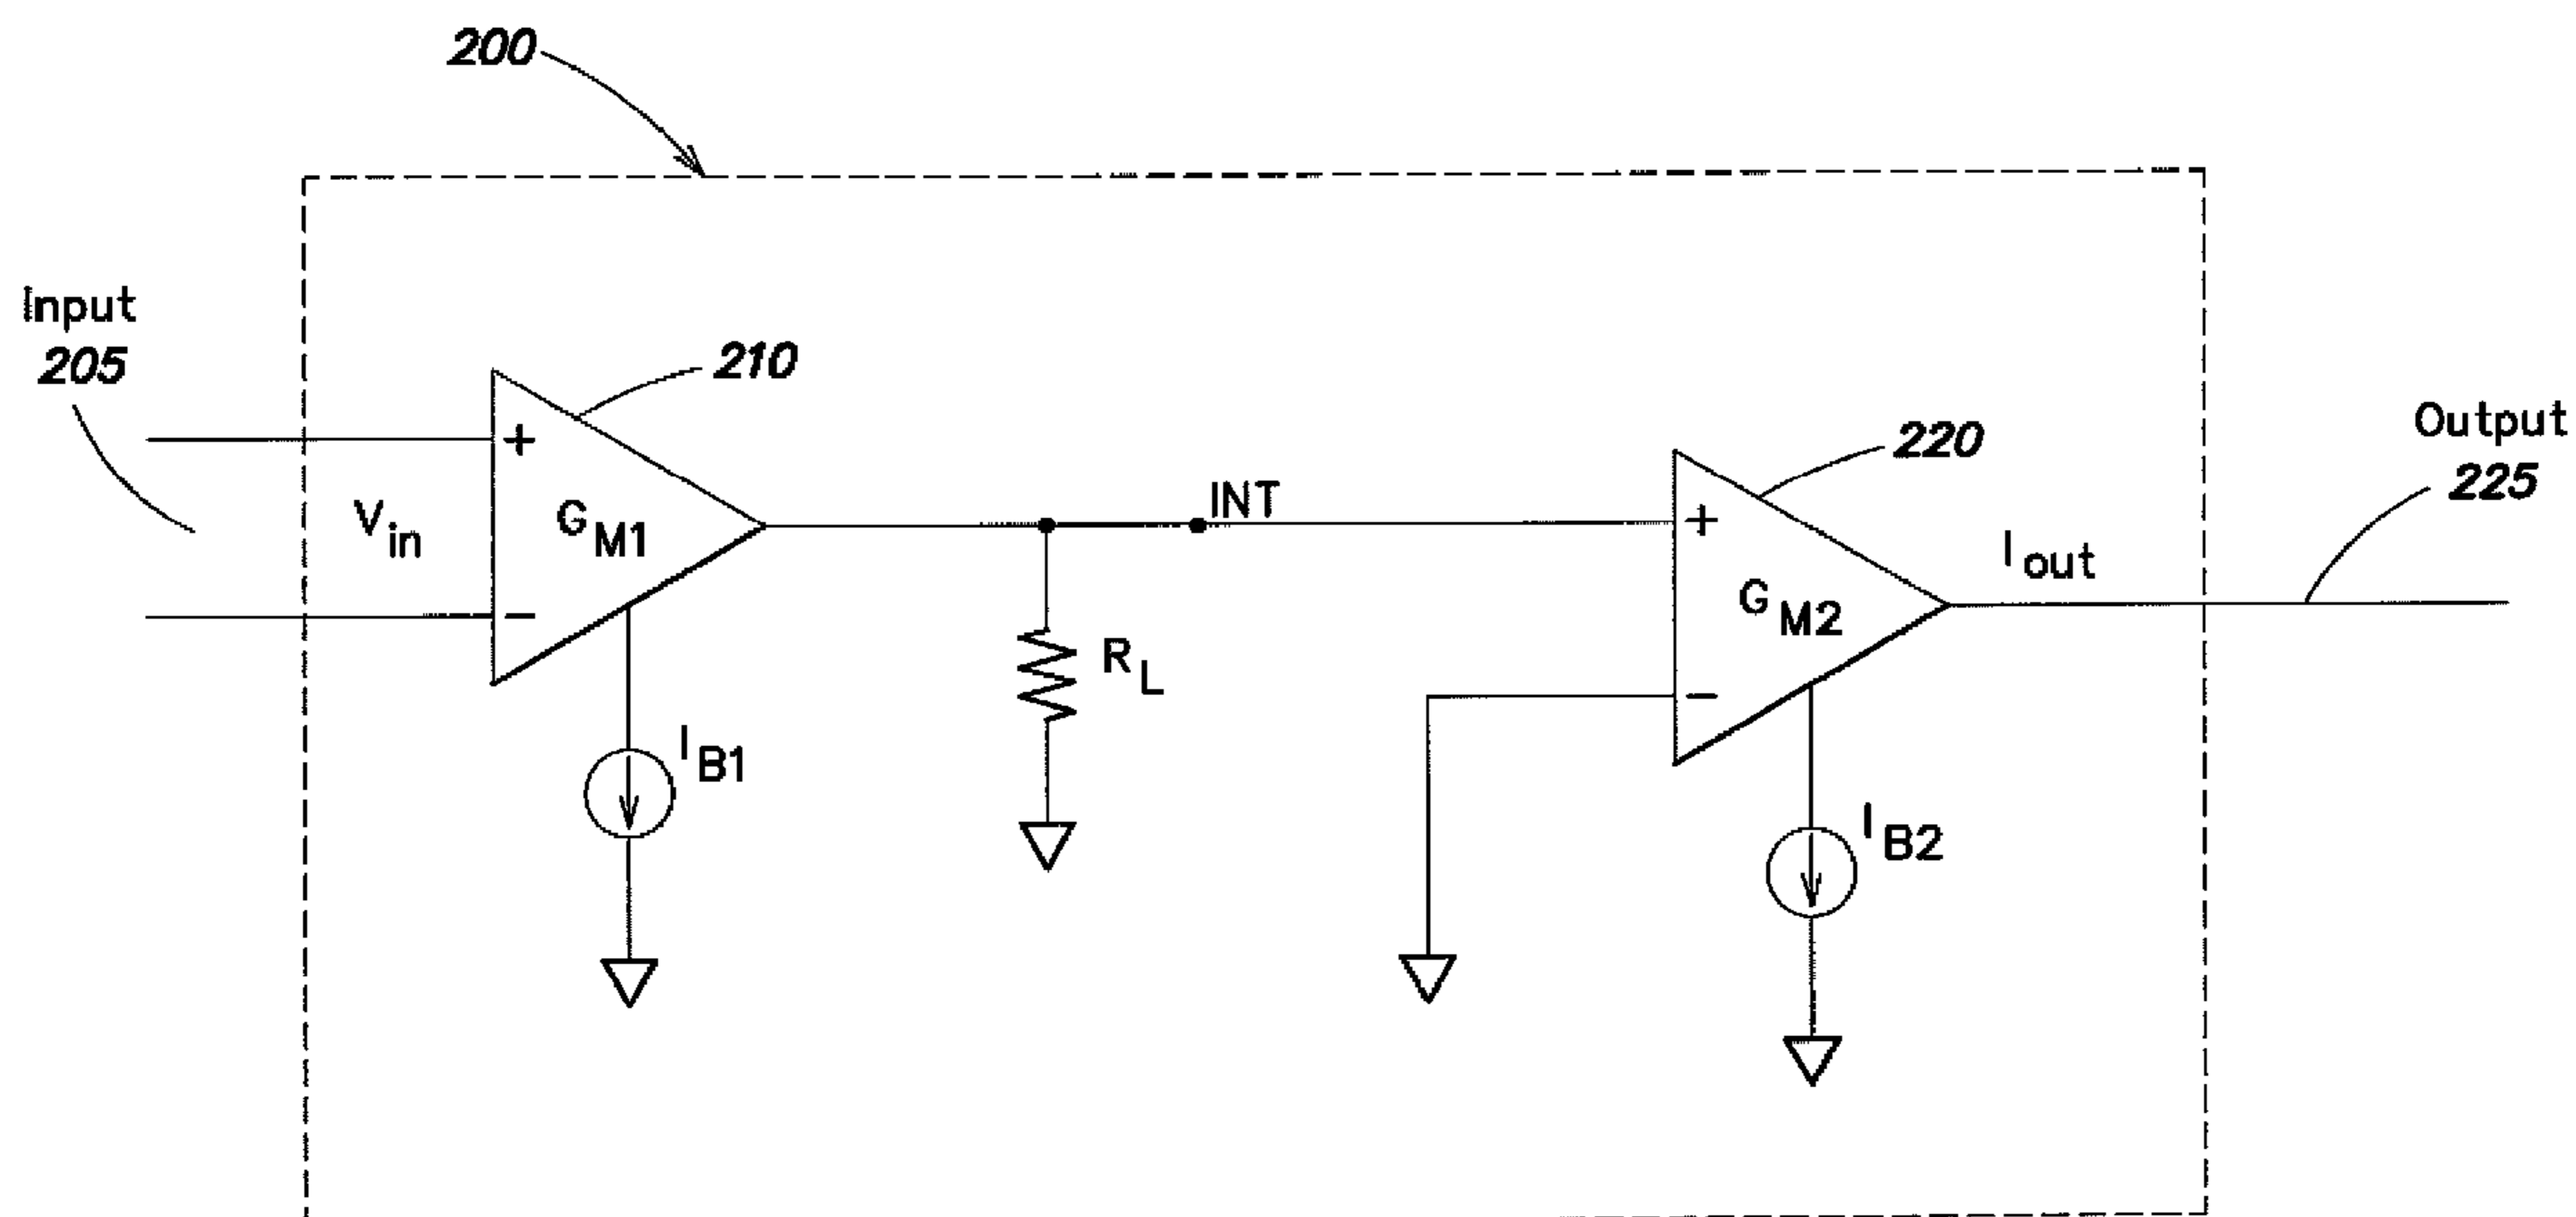 200
Input
205
210
220
Output
225
+
V_in
G_M1
−
INT
+
G_M2
−
I_out
R_L
I_B1
I_B2